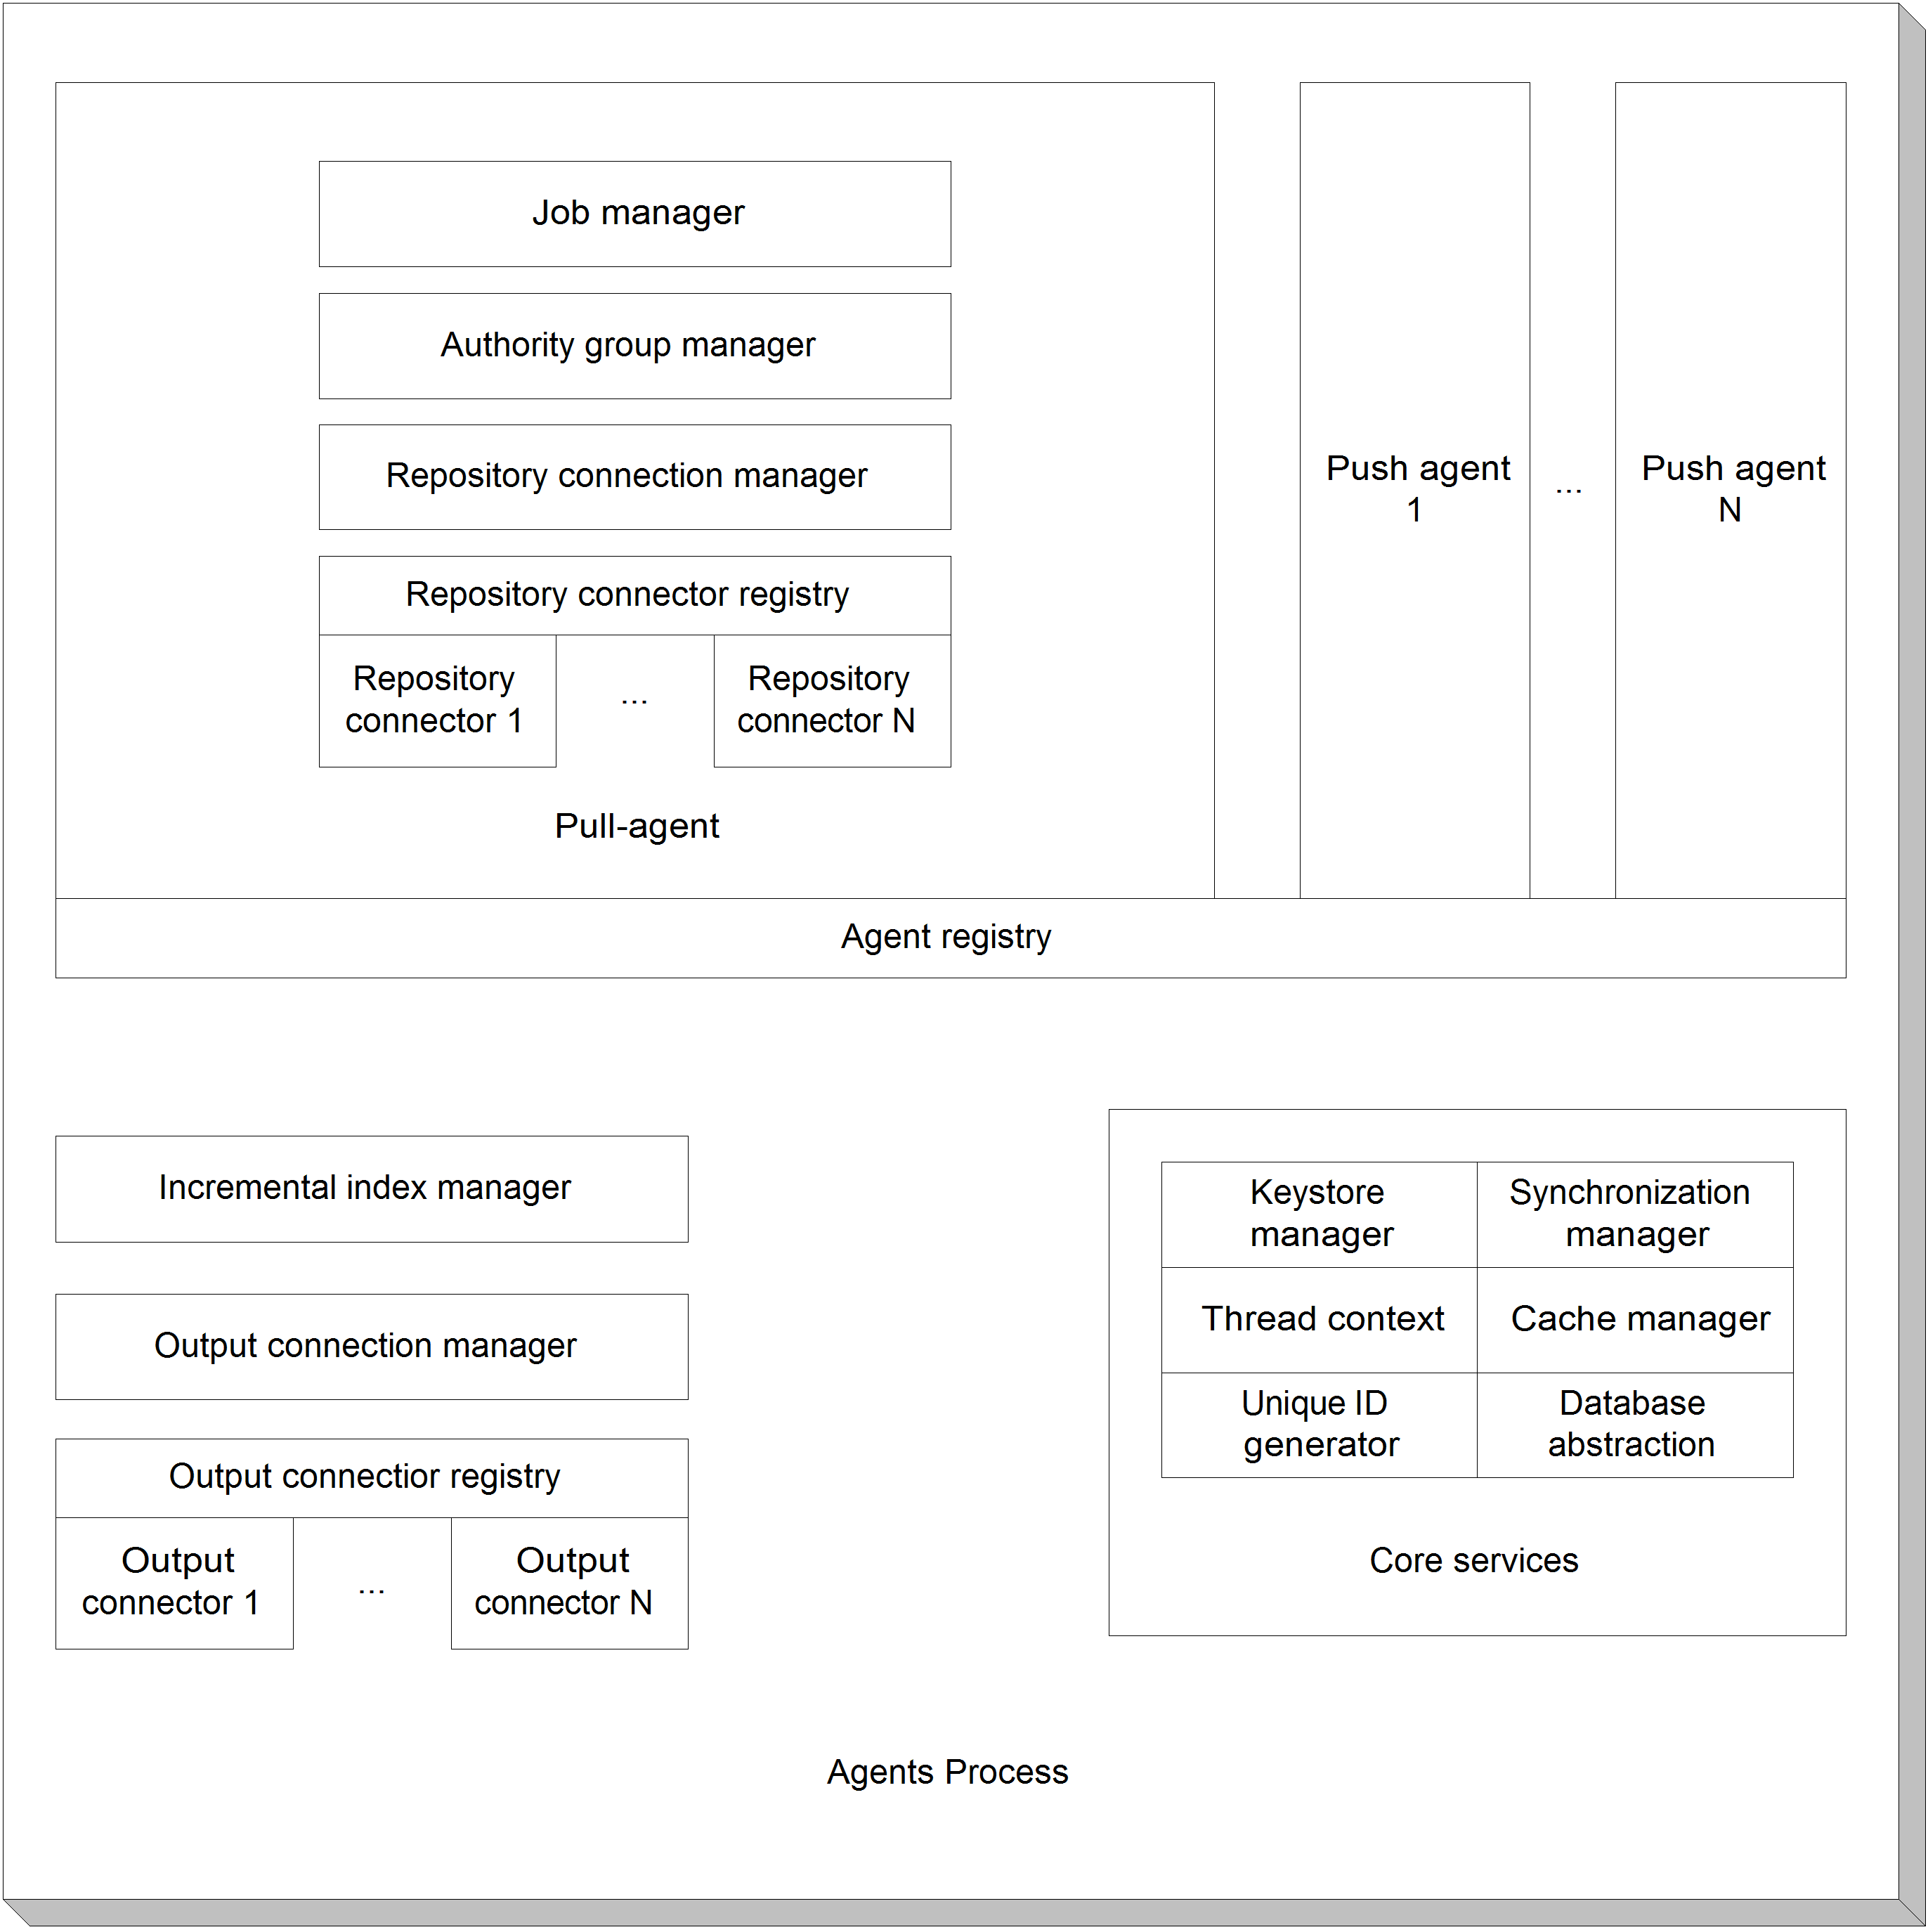 Job manager
Authority group manager
Repository connection manager
Repository connector registry
Repository
connector 1
...
Repository
connector N
Pull-agent
Push agent
1
...
Push agent
N
Agent registry
Incremental index manager
Output connection manager
Output connectior registry
Output
connector 1
...
Output
connector N
Keystore
manager
Synchronization
manager
Thread context
Cache manager
Unique ID
generator
Database
abstraction
Core services
Agents Process